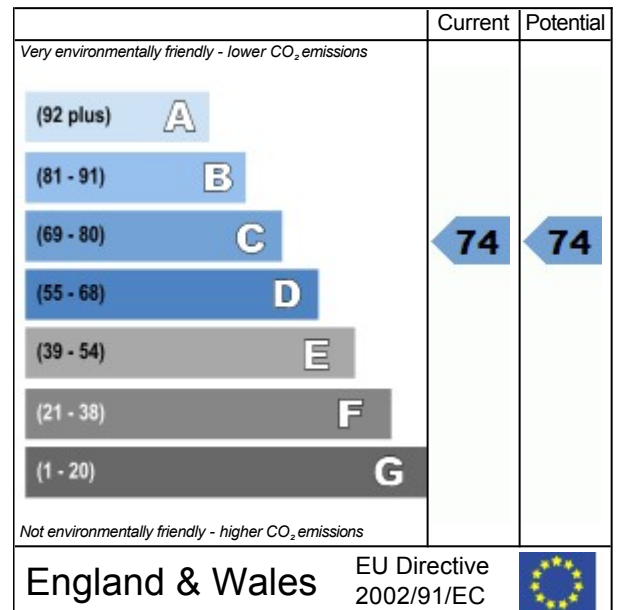 Current Potential
Very environmentally friendly - lower CO₂ emissions
(92 plus) A
(81 - 91) B
(69 - 80) C 74 74
(55 - 68) D
(39 - 54) E
(21 - 38) F
(1 - 20) G
Not environmentally friendly - higher CO₂ emissions
England & Wales
EU Directive
2002/91/EC